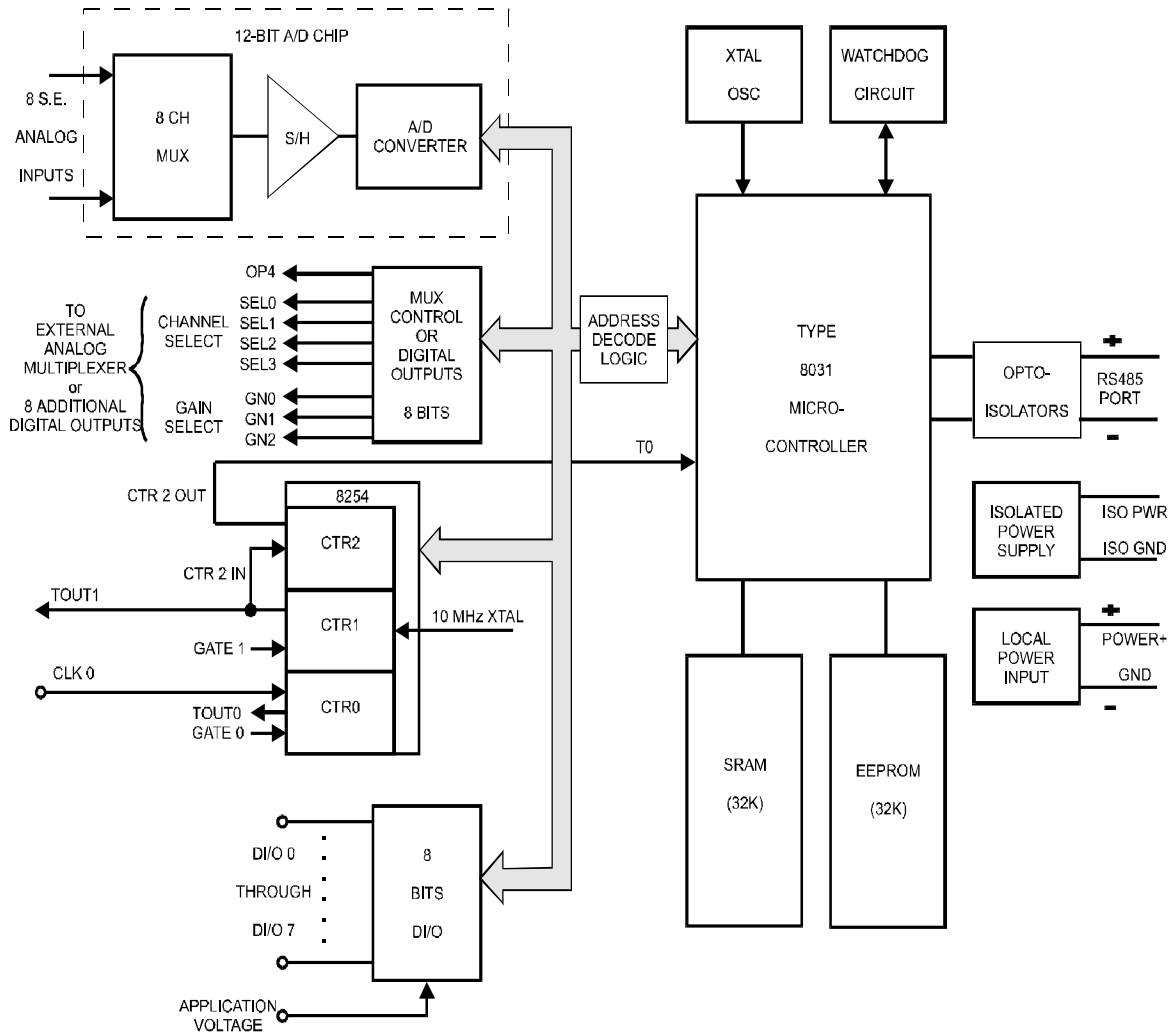 12-BIT A/D CHIP
8 S.E.
ANALOG
INPUTS
8 CH
MUX
S/H
A/D
CONVERTER
XTAL
OSC
WATCHDOG
CIRCUIT
TO
EXTERNAL
ANALOG
MULTIPLEXER
or
8 ADDITIONAL
DIGITAL OUTPUTS
CHANNEL
SELECT
GAIN
SELECT
OP4
SEL0
SEL1
SEL2
SEL3
GN0
GN1
GN2
MUX
CONTROL
OR
DIGITAL
OUTPUTS
8 BITS
ADDRESS
DECODE
LOGIC
TYPE
8031
MICRO-
CONTROLLER
OPTO-
ISOLATORS
+
RS485
PORT
-
T0
CTR 2 OUT
8254
CTR2
CTR 2 IN
TOUT1
CTR1
10 MHz XTAL
GATE 1
CLK 0
CTR0
TOUT0
GATE 0
ISOLATED
POWER
SUPPLY
ISO PWR
ISO GND
LOCAL
POWER
INPUT
+
POWER+
GND
-
SRAM
(32K)
EEPROM
(32K)
DI/O 0
THROUGH
DI/O 7
8
BITS
DI/O
APPLICATION
VOLTAGE